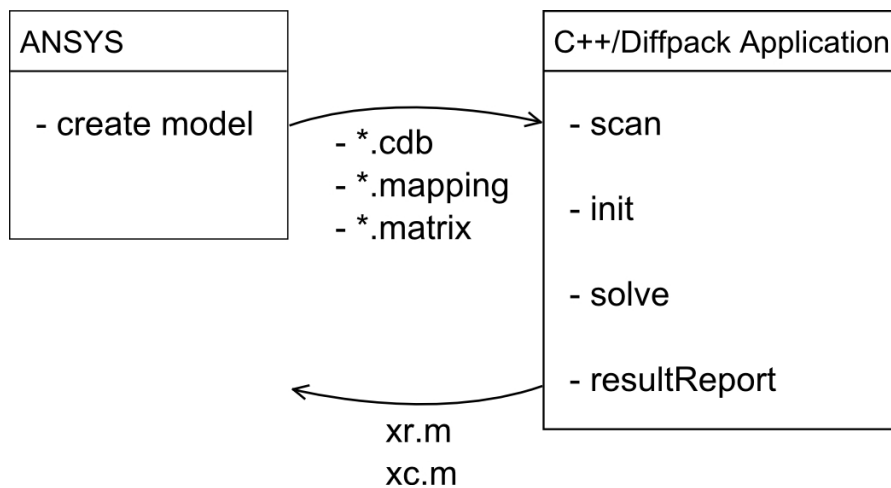 ANSYS
- create model
- *.cdb
- *.mapping
- *.matrix
C++/Diffpack Application
- scan
- init
- solve
- resultReport
xr.m
xc.m